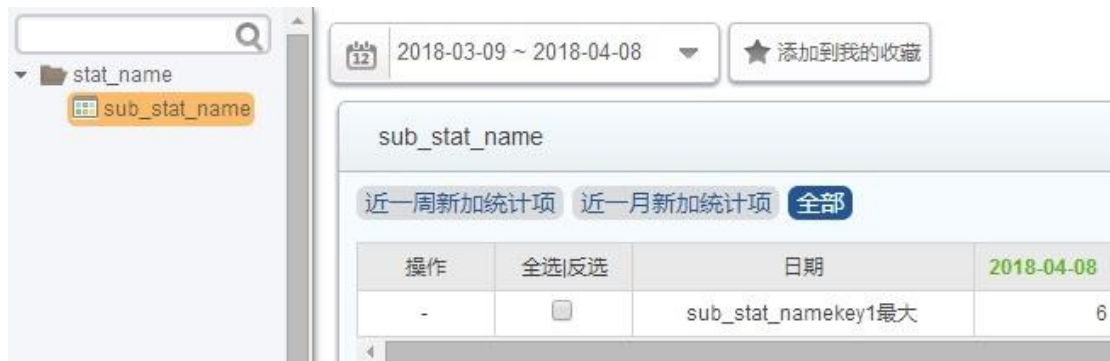 stat_name
sub_stat_name
12
2018-03-09 ~ 2018-04-08
添加到我的收藏
sub_stat_name
近一周新加统计项 近一月新加统计项 全部
操作 全选|反选 日期 2018-04-08
- sub_stat_namekey1最大 6